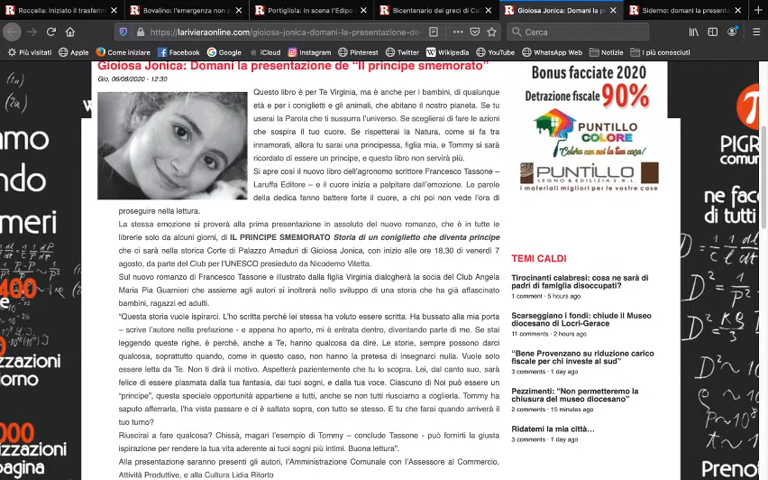 Roccella: iniziato il trasferim
Bovalino: l'emergenza non p
Portigliola: In scena l'Edipo
Bicentenario dei greci di Ca
Gioiosa Jonica: Domani la p
Siderno: domani la present
https://larivieraonline.com/gioiosa-jonica-domani-la-presentazione-de-
Cerca
Più visitati
Apple
Come iniziare
Facebook
Google
iCloud
Instagram
Pinterest
Twitter
Wikipedia
YouTube
WhatsApp Web
Notizie
I più conosciuti
Gioiosa Jonica: Domani la presentazione de "Il principe smemorato"
Gio, 06/08/2020 - 12:30
Questo libro è per Te Virginia, ma è anche per i bambini, di qualunque
età e per i coniglietti e gli animali, che abitano il nostro pianeta. Se tu
userai la Parola che ti sussurra l'universo. Se sceglierai di fare le azioni
che sospira il tuo cuore. Se rispetterai la Natura, come si fa tra
innamorati, allora tu sarai una principessa, figlia mia, e Tommy si sarà
ricordato di essere un principe, e questo libro non servirà più.
Si apre così il nuovo libro dell'agronomo scrittore Francesco Tassone –
Laruffa Editore – e il cuore inizia a palpitare dall'emozione. Le parole
della dedica fanno battere forte il cuore, a chi poi non vede l'ora di
proseguire nella lettura.
La stessa emozione si proverà alla prima presentazione in assoluto del nuovo romanzo, che è in tutte le
librerie solo da alcuni giorni, di IL PRINCIPE SMEMORATO Storia di un coniglietto che diventa principe
che ci sarà nella storica Corte di Palazzo Amaduri di Gioiosa Jonica, con inizio alle ore 18,30 di venerdì 7
agosto, da parte del Club per l'UNESCO presieduto da Nicodemo Vitetta.
Sul nuovo romanzo di Francesco Tassone e illustrato dalla figlia Virginia dialogherà la socia del Club Angela
Maria Pia Guarnieri che assieme agli autori si inoltrerà nello sviluppo di una storia che ha già affascinato
bambini, ragazzi ed adulti.
"Questa storia vuole ispirarci. L'ho scritta perché lei stessa ha voluto essere scritta. Ha bussato alla mia porta
– scrive l'autore nella prefazione - e appena ho aperto, mi è entrata dentro, diventando parte di me. Se stai
leggendo queste righe, è perché, anche a Te, hanno qualcosa da dire. Le storie, sempre possono darci
qualcosa, soprattutto quando, come in questo caso, non hanno la pretesa di insegnarci nulla. Vuole solo
essere letta da Te. Non ti dirà il motivo. Aspetterà pazientemente che tu lo scopra. Lei, dal canto suo, sarà
felice di essere plasmata dalla tua fantasia, dai tuoi sogni, e dalla tua voce. Ciascuno di Noi può essere un
"principe", questa speciale opportunità appartiene a tutti, anche se non tutti riusciamo a coglierla. Tommy ha
saputo afferrarla, l'ha vista passare e ci è saltato sopra, con tutto se stesso. E tu che farai quando arriverà il
tuo turno?
Riuscirai a fare qualcosa? Chissà, magari l'esempio di Tommy – conclude Tassone - può fornirti la giusta
ispirazione per rendere la tua vita aderente ai tuoi sogni più intimi. Buona lettura".
Alla presentazione saranno presenti gli autori, l'Amministrazione Comunale con l'Assessore al Commercio,
Attività Produttive, e alla Cultura Lidia Ritorto
Bonus facciate 2020
Detrazione fiscale 90%
PUNTILLO
COLORE
Colora con noi la tua casa!
PUNTILLO
LEGNO & EDILIZIA S.R.L.
i materiali migliori per le vostre case
TEMI CALDI
Tirocinanti calabresi: cosa ne sarà di
padri di famiglia disoccupati?
1 comment · 5 hours ago
Scarseggiano i fondi: chiude il Museo
diocesano di Locri-Gerace
11 comments · 2 hours ago
"Bene Provenzano su riduzione carico
fiscale per chi investe al sud"
3 comments · 1 day ago
Pezzimenti: "Non permetteremo la
chiusura del museo diocesano"
2 comments · 15 minutes ago
Ridatemi la mia città…
3 comments · 1 day ago